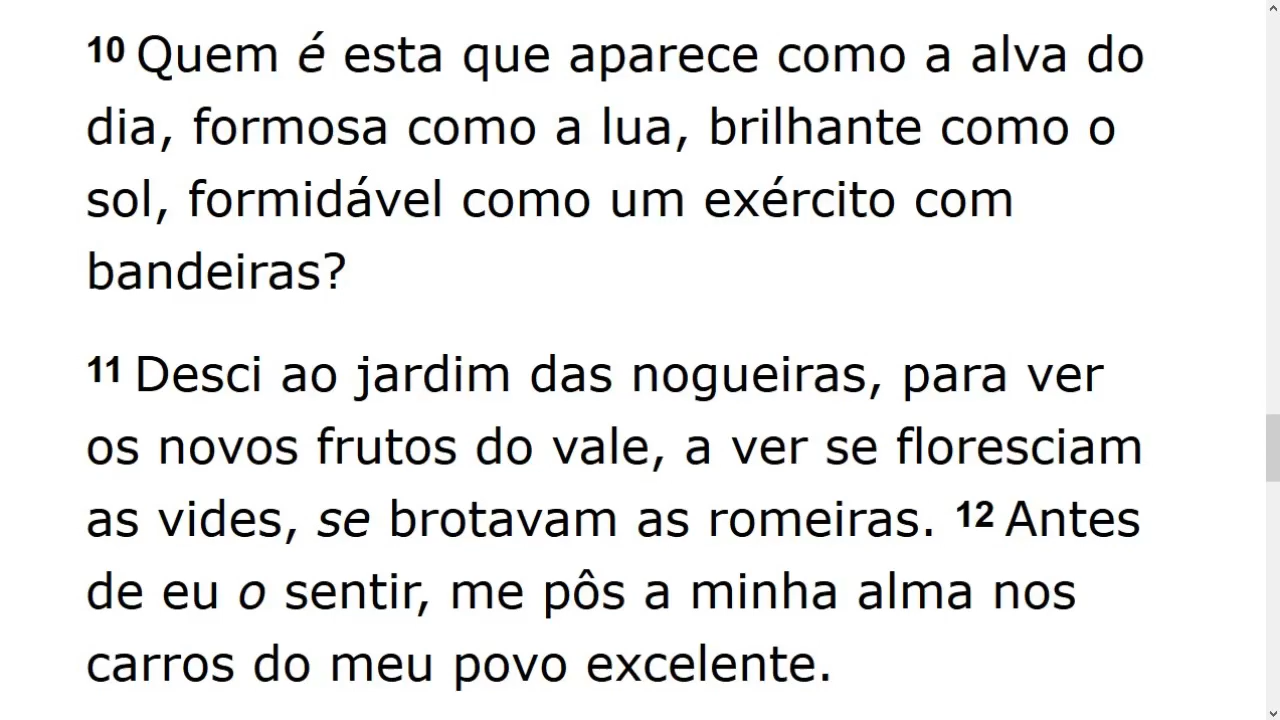 10 Quem é esta que aparece como a alva do
dia, formosa como a lua, brilhante como o
sol, formidável como um exército com
bandeiras?
11 Desci ao jardim das nogueiras, para ver
os novos frutos do vale, a ver se floresciam
as vides, se brotavam as romeiras. 12 Antes
de eu o sentir, me pôs a minha alma nos
carros do meu povo excelente.